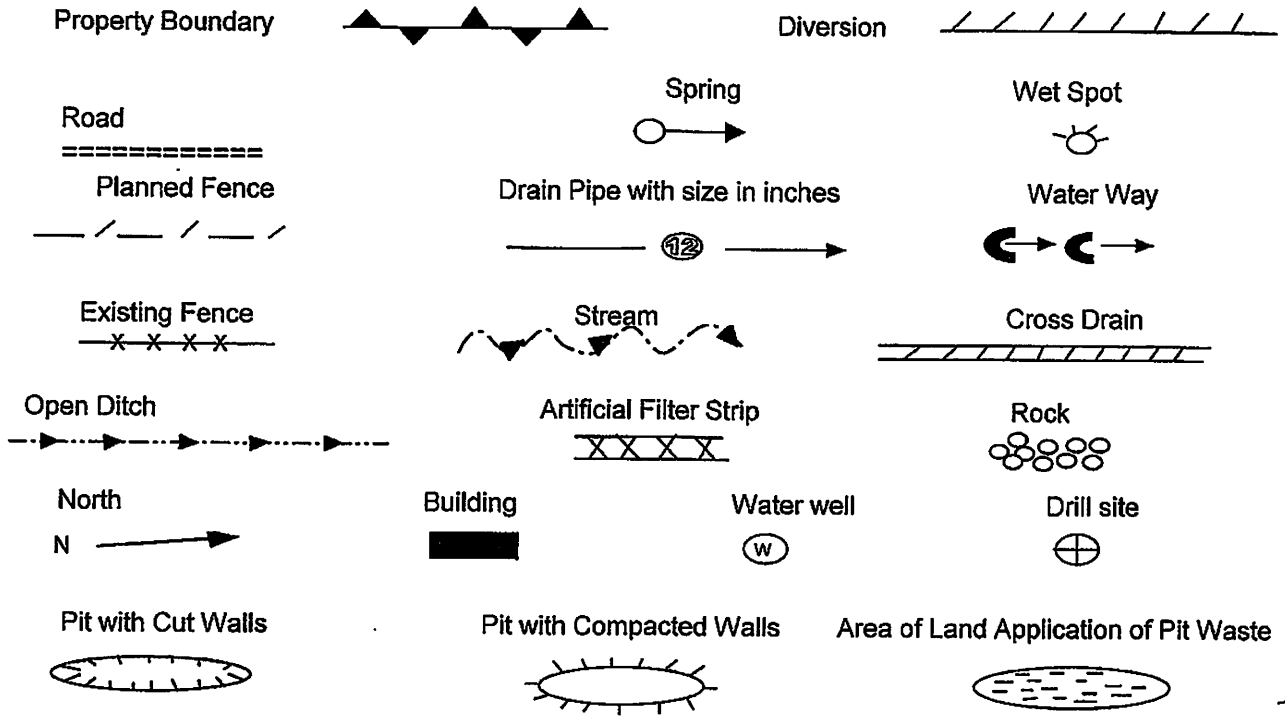 Property Boundary
Diversion
Spring
Wet Spot
Road
Planned Fence
Drain Pipe with size in inches
Water Way
12
Existing Fence
Stream
Cross Drain
Open Ditch
Artificial Filter Strip
Rock
North
Building
Water well
Drill site
N
W
Pit with Cut Walls
Pit with Compacted Walls
Area of Land Application of Pit Waste